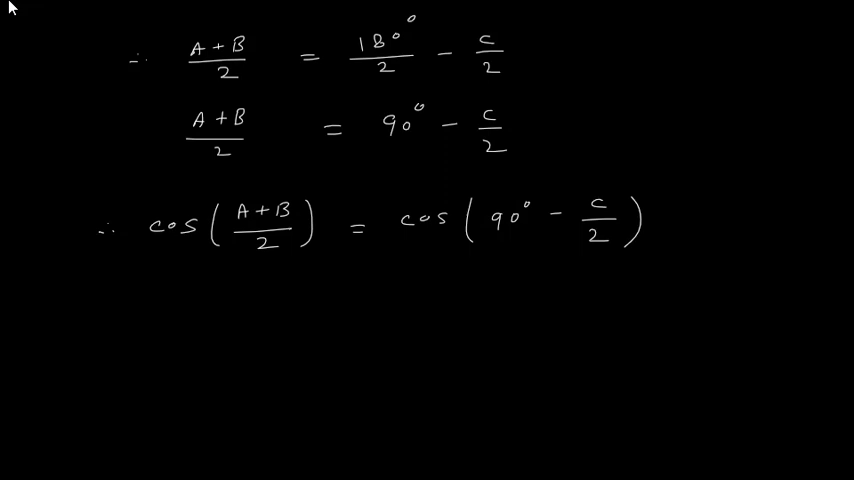 ∴ A+B/2 = 180°/2 − C/2
A+B/2 = 90° − C/2
∴ cos(A+B/2) = cos(90° − C/2)